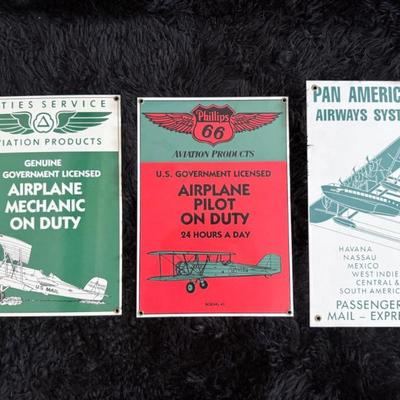 TIES SERVICE
VIATION PRODUCTS
GENUINE
GOVERNMENT LICENSED
AIRPLANE
MECHANIC
ON DUTY
U.S. MAIL
Phillips
66
AVIATION PRODUCTS
U.S. GOVERNMENT LICENSED
AIRPLANE
PILOT
ON DUTY
24 HOURS A DAY
PAN AMERIC
AIRWAYS SYST
HAVANA
NASSAU
MEXICO
WEST INDIE
CENTRAL &
SOUTH AMERIC
PASSENGER
MAIL – EXPRE